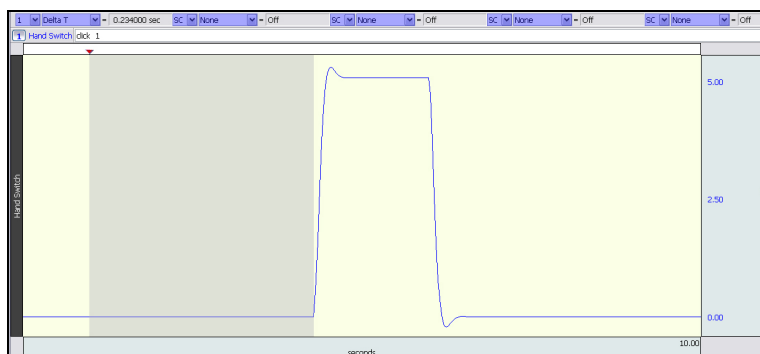 1 Delta T = 0.234000 sec SC None = Off SC None = Off SC None = Off SC None = Off
1 Hand Switch click 1
Hand Switch
5.00
2.50
0.00
10.00
seconds